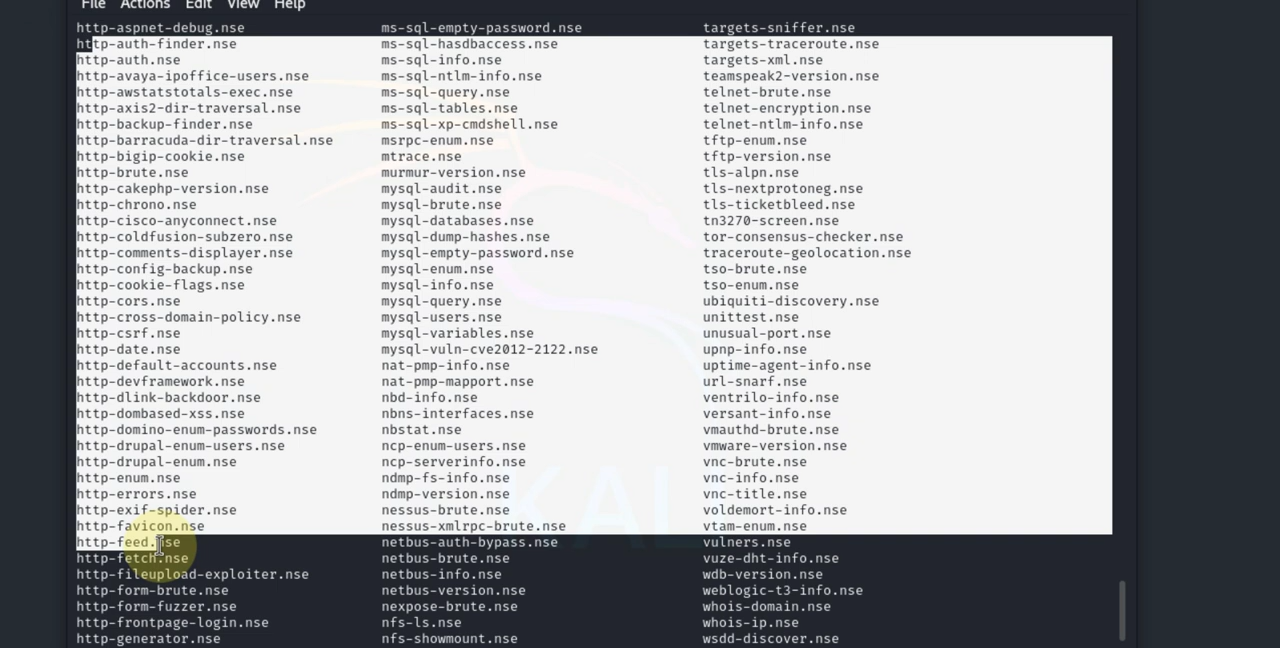 File Actions Edit View Help
http-aspnet-debug.nse ms-sql-empty-password.nse targets-sniffer.nse
http-auth-finder.nse ms-sql-hasdbaccess.nse targets-traceroute.nse
http-auth.nse ms-sql-info.nse targets-xml.nse
http-avaya-ipoffice-users.nse ms-sql-ntlm-info.nse teamspeak2-version.nse
http-awstatstotals-exec.nse ms-sql-query.nse telnet-brute.nse
http-axis2-dir-traversal.nse ms-sql-tables.nse telnet-encryption.nse
http-backup-finder.nse ms-sql-xp-cmdshell.nse telnet-ntlm-info.nse
http-barracuda-dir-traversal.nse msrpc-enum.nse tftp-enum.nse
http-bigip-cookie.nse mtrace.nse tftp-version.nse
http-brute.nse murmur-version.nse tls-alpn.nse
http-cakephp-version.nse mysql-audit.nse tls-nextprotoneg.nse
http-chrono.nse mysql-brute.nse tls-ticketbleed.nse
http-cisco-anyconnect.nse mysql-databases.nse tn3270-screen.nse
http-coldfusion-subzero.nse mysql-dump-hashes.nse tor-consensus-checker.nse
http-comments-displayer.nse mysql-empty-password.nse traceroute-geolocation.nse
http-config-backup.nse mysql-enum.nse tso-brute.nse
http-cookie-flags.nse mysql-info.nse tso-enum.nse
http-cors.nse mysql-query.nse ubiquiti-discovery.nse
http-cross-domain-policy.nse mysql-users.nse unittest.nse
http-csrf.nse mysql-variables.nse unusual-port.nse
http-date.nse mysql-vuln-cve2012-2122.nse upnp-info.nse
http-default-accounts.nse nat-pmp-info.nse uptime-agent-info.nse
http-devframework.nse nat-pmp-mapport.nse url-snarf.nse
http-dlink-backdoor.nse nbd-info.nse ventrilo-info.nse
http-dombased-xss.nse nbns-interfaces.nse versant-info.nse
http-domino-enum-passwords.nse nbstat.nse vmauthd-brute.nse
http-drupal-enum-users.nse ncp-enum-users.nse vmware-version.nse
http-drupal-enum.nse ncp-serverinfo.nse vnc-brute.nse
http-enum.nse ndmp-fs-info.nse vnc-info.nse
http-errors.nse ndmp-version.nse vnc-title.nse
http-exif-spider.nse nessus-brute.nse voldemort-info.nse
http-favicon.nse nessus-xmlrpc-brute.nse vtam-enum.nse
http-feed.nse netbus-auth-bypass.nse vulners.nse
http-fetch.nse netbus-brute.nse vuze-dht-info.nse
http-fileupload-exploiter.nse netbus-info.nse wdb-version.nse
http-form-brute.nse netbus-version.nse weblogic-t3-info.nse
http-form-fuzzer.nse nexpose-brute.nse whois-domain.nse
http-frontpage-login.nse nfs-ls.nse whois-ip.nse
http-generator.nse nfs-showmount.nse wsdd-discover.nse